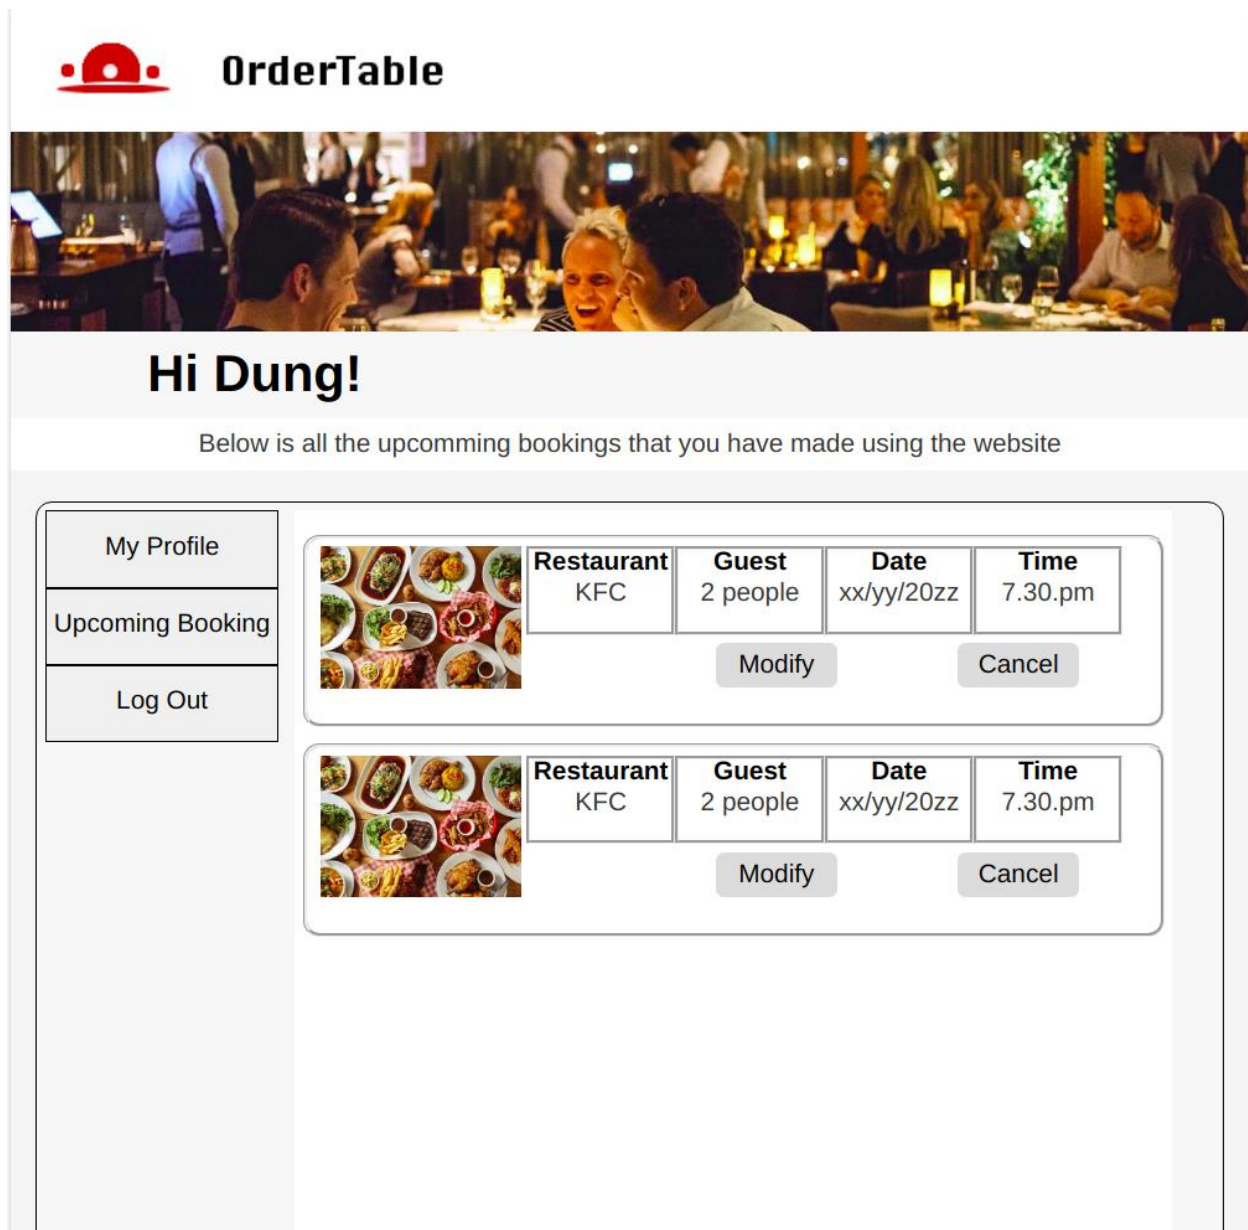 OrderTable
Hi Dung!
Below is all the upcomming bookings that you have made using the website
My Profile
Upcoming Booking
Log Out
Restaurant Guest Date Time
KFC 2 people xx/yy/20zz 7.30.pm
Modify Cancel
Restaurant Guest Date Time
KFC 2 people xx/yy/20zz 7.30.pm
Modify Cancel